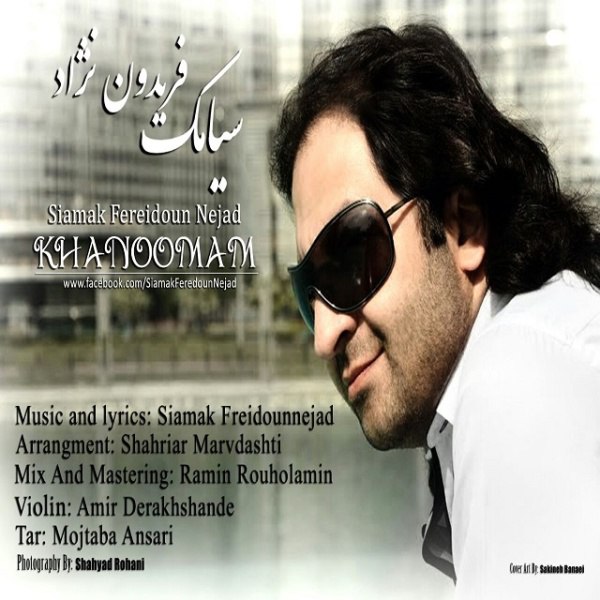 سیامک فریدون نژاد
Siamak Fereidoun Nejad
KHANOOMAM
www.facebook.com/SiamakFeredounNejad
Music and lyrics: Siamak Freidounnejad
Arrangment: Shahriar Marvdashti
Mix And Mastering: Ramin Rouholamin
Violin: Amir Derakhshande
Tar: Mojtaba Ansari
Photography By: Shahyad Rohani
Cover Art By: Sakineh Banaei